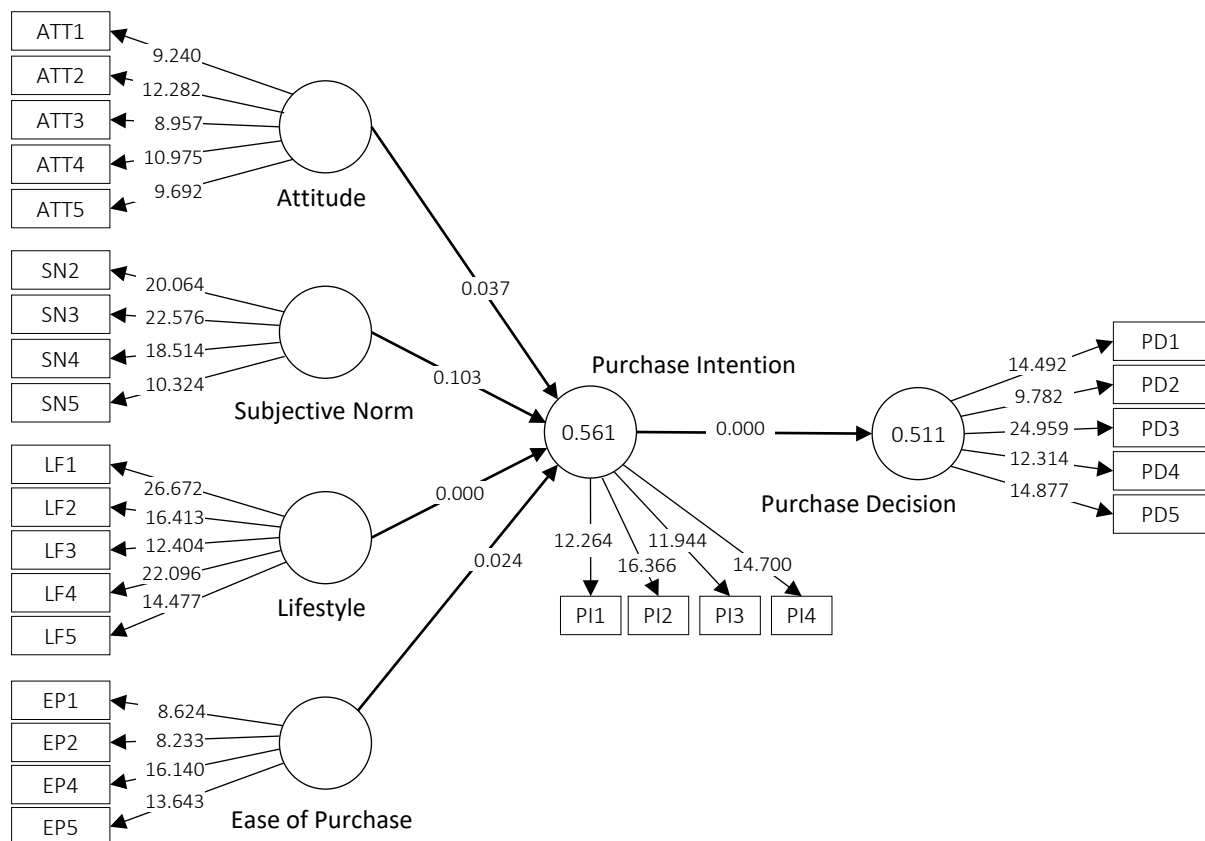 ATT1
9.240
ATT2
12.282
ATT3
8.957
ATT4
10.975
ATT5
9.692
Attitude
SN2
20.064
SN3
22.576
SN4
18.514
SN5
10.324
Subjective Norm
LF1
26.672
LF2
16.413
LF3
12.404
LF4
22.096
LF5
14.477
Lifestyle
EP1
8.624
EP2
8.233
EP4
16.140
EP5
13.643
Ease of Purchase
0.037
0.103
0.000
0.024
Purchase Intention
0.561
12.264
16.366
11.944
14.700
PI1
PI2
PI3
PI4
0.000
0.511
Purchase Decision
14.492
PD1
9.782
PD2
24.959
PD3
12.314
PD4
14.877
PD5